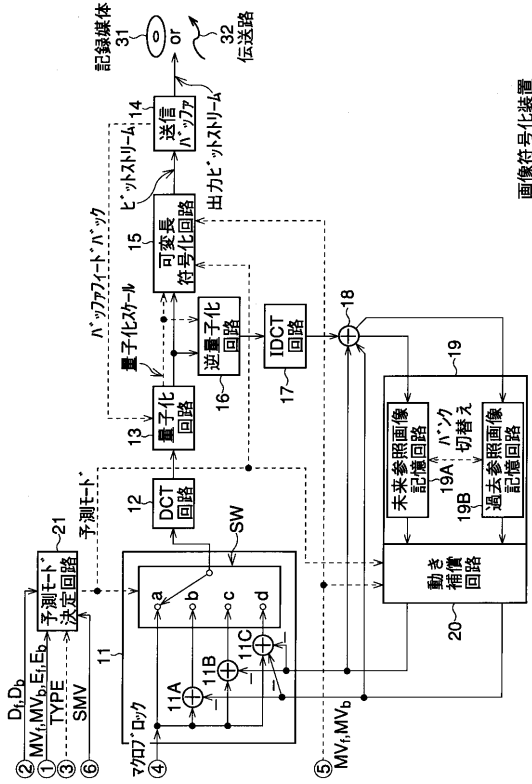 ② Df,Db
① MVf,MVb,Ef,Eb
③ TYPE
⑥ SMV
予測モード
決定回路
21
予測モード
11
マクロブロック
④
11A
11B
11C
a
b
c
d
SW
12
DCT
回路
13
量子化
回路
バッファフィードバック
量子化スケール
15
可変長
符号化回路
ビットストリーム
14
送信
バッファ
出力ビットストリーム
記録媒体
31
or
32
伝送路
逆量子化
回路
16
IDCT
回路
17
18
19
未来参照画像
記憶回路
19A
バンク
切替え
過去参照画像
記憶回路
19B
動き
補償
回路
20
⑤
MVf,MVb
画像符号化装置